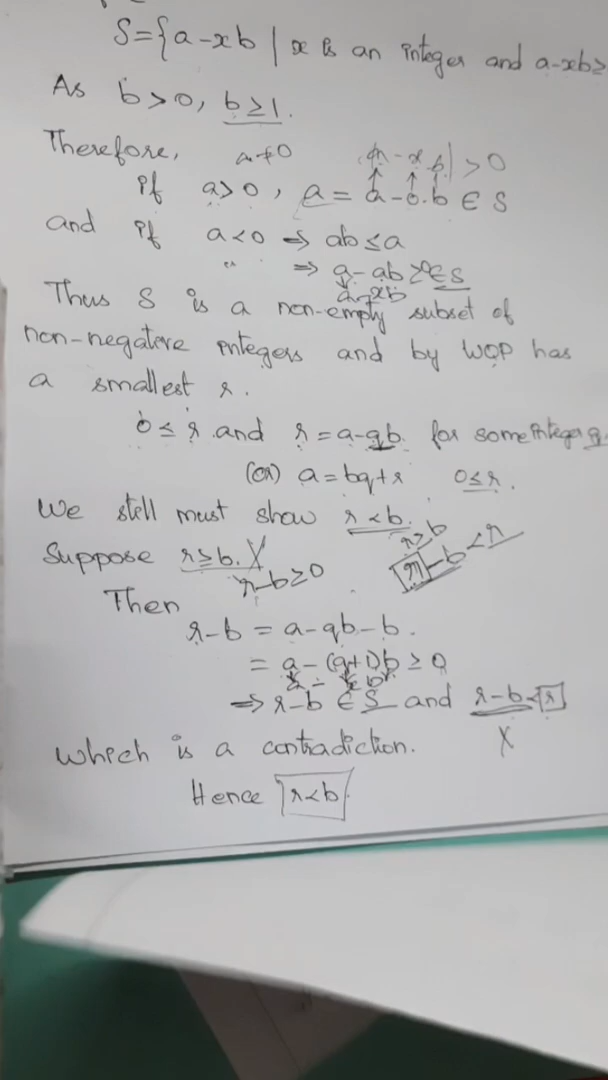 S={a-xb | x is an integer and a-xb≥
As b>0, b≥1.
Therefore, a≠0 -x b| >0
if a>0, a = a-0.b ∈ S
and if a<0 ⇒ ab≤a
" ⇒ a-ab≥0∈S
a-xb
Thus S is a non-empty subset of
non-negative integers and by WOP has
a smallest r.
0≤r and r=a-qb for some integer q.
(or) a=bq+r 0≤r.
We still must show r<b.
r≥b
Suppose r≥b. X r-b≥0 r-b<r
Then
r-b = a-qb-b.
= a-(q+1)b≥0
a - x b
⇒ r-b ∈ S and r-b<r
which is a contradiction. X
Hence r<b.